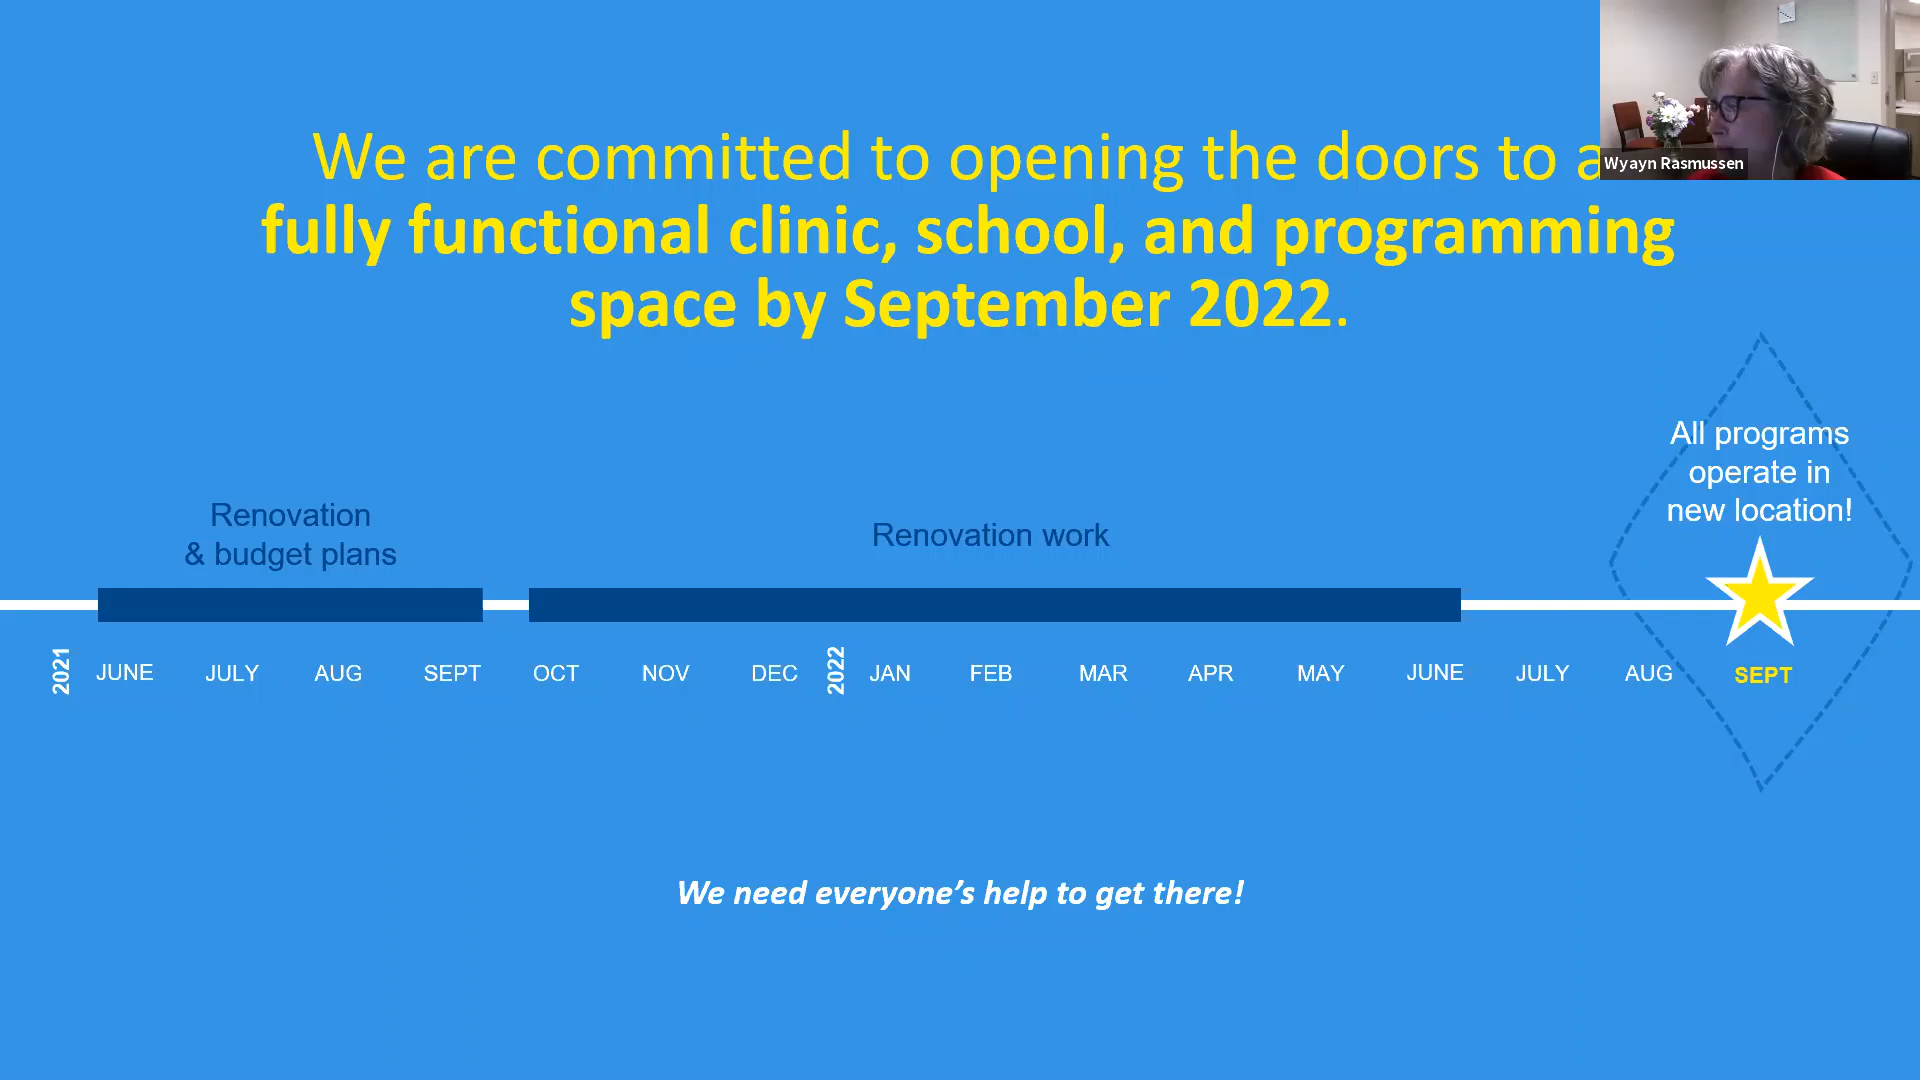 We are committed to opening the doors to a
fully functional clinic, school, and programming
space by September 2022.
Wyayn Rasmussen
All programs
operate in
new location!
Renovation
& budget plans
Renovation work
2021 JUNE JULY AUG SEPT OCT NOV DEC 2022 JAN FEB MAR APR MAY JUNE JULY AUG SEPT
We need everyone’s help to get there!